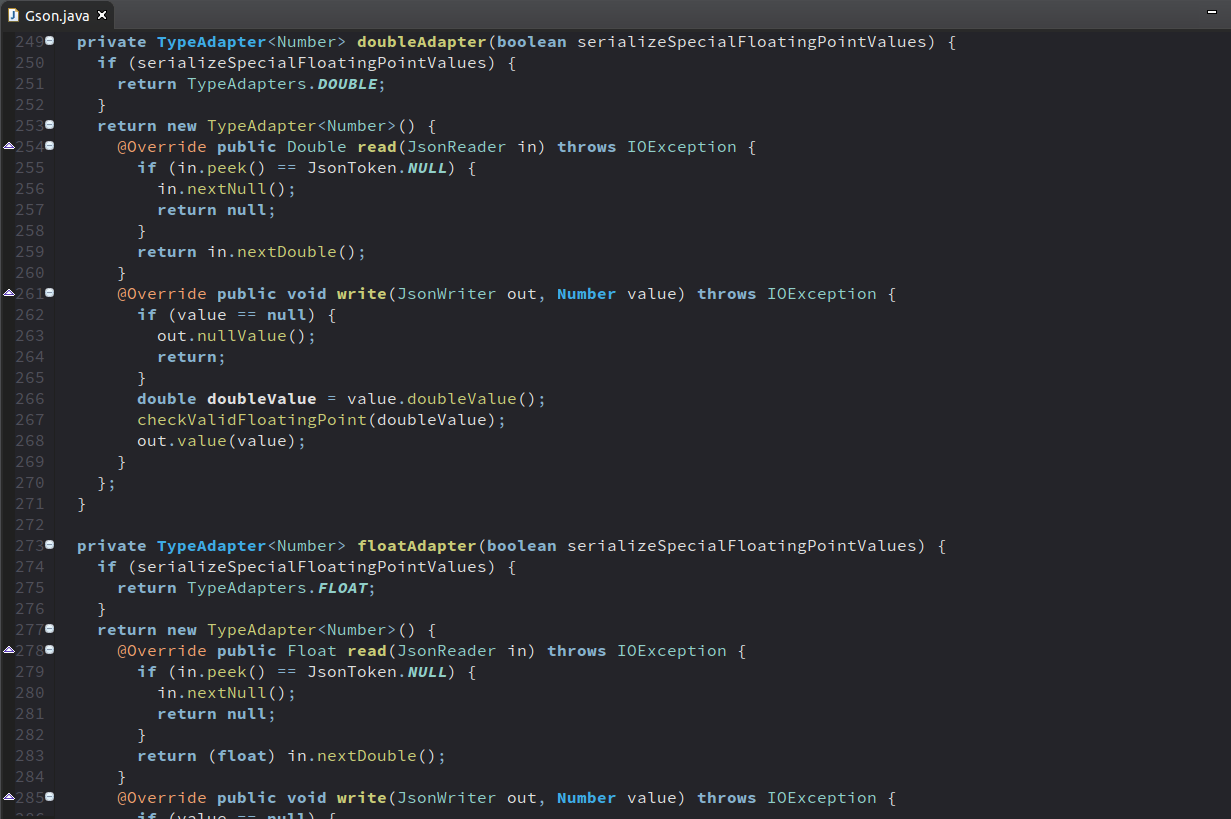 Gson.java
249 private TypeAdapter<Number> doubleAdapter(boolean serializeSpecialFloatingPointValues) {
250 if (serializeSpecialFloatingPointValues) {
251 return TypeAdapters.DOUBLE;
252 }
253 return new TypeAdapter<Number>() {
254 @Override public Double read(JsonReader in) throws IOException {
255 if (in.peek() == JsonToken.NULL) {
256 in.nextNull();
257 return null;
258 }
259 return in.nextDouble();
260 }
261 @Override public void write(JsonWriter out, Number value) throws IOException {
262 if (value == null) {
263 out.nullValue();
264 return;
265 }
266 double doubleValue = value.doubleValue();
267 checkValidFloatingPoint(doubleValue);
268 out.value(value);
269 }
270 };
271 }
272
273 private TypeAdapter<Number> floatAdapter(boolean serializeSpecialFloatingPointValues) {
274 if (serializeSpecialFloatingPointValues) {
275 return TypeAdapters.FLOAT;
276 }
277 return new TypeAdapter<Number>() {
278 @Override public Float read(JsonReader in) throws IOException {
279 if (in.peek() == JsonToken.NULL) {
280 in.nextNull();
281 return null;
282 }
283 return (float) in.nextDouble();
284 }
285 @Override public void write(JsonWriter out, Number value) throws IOException {
286 if (value == null) {